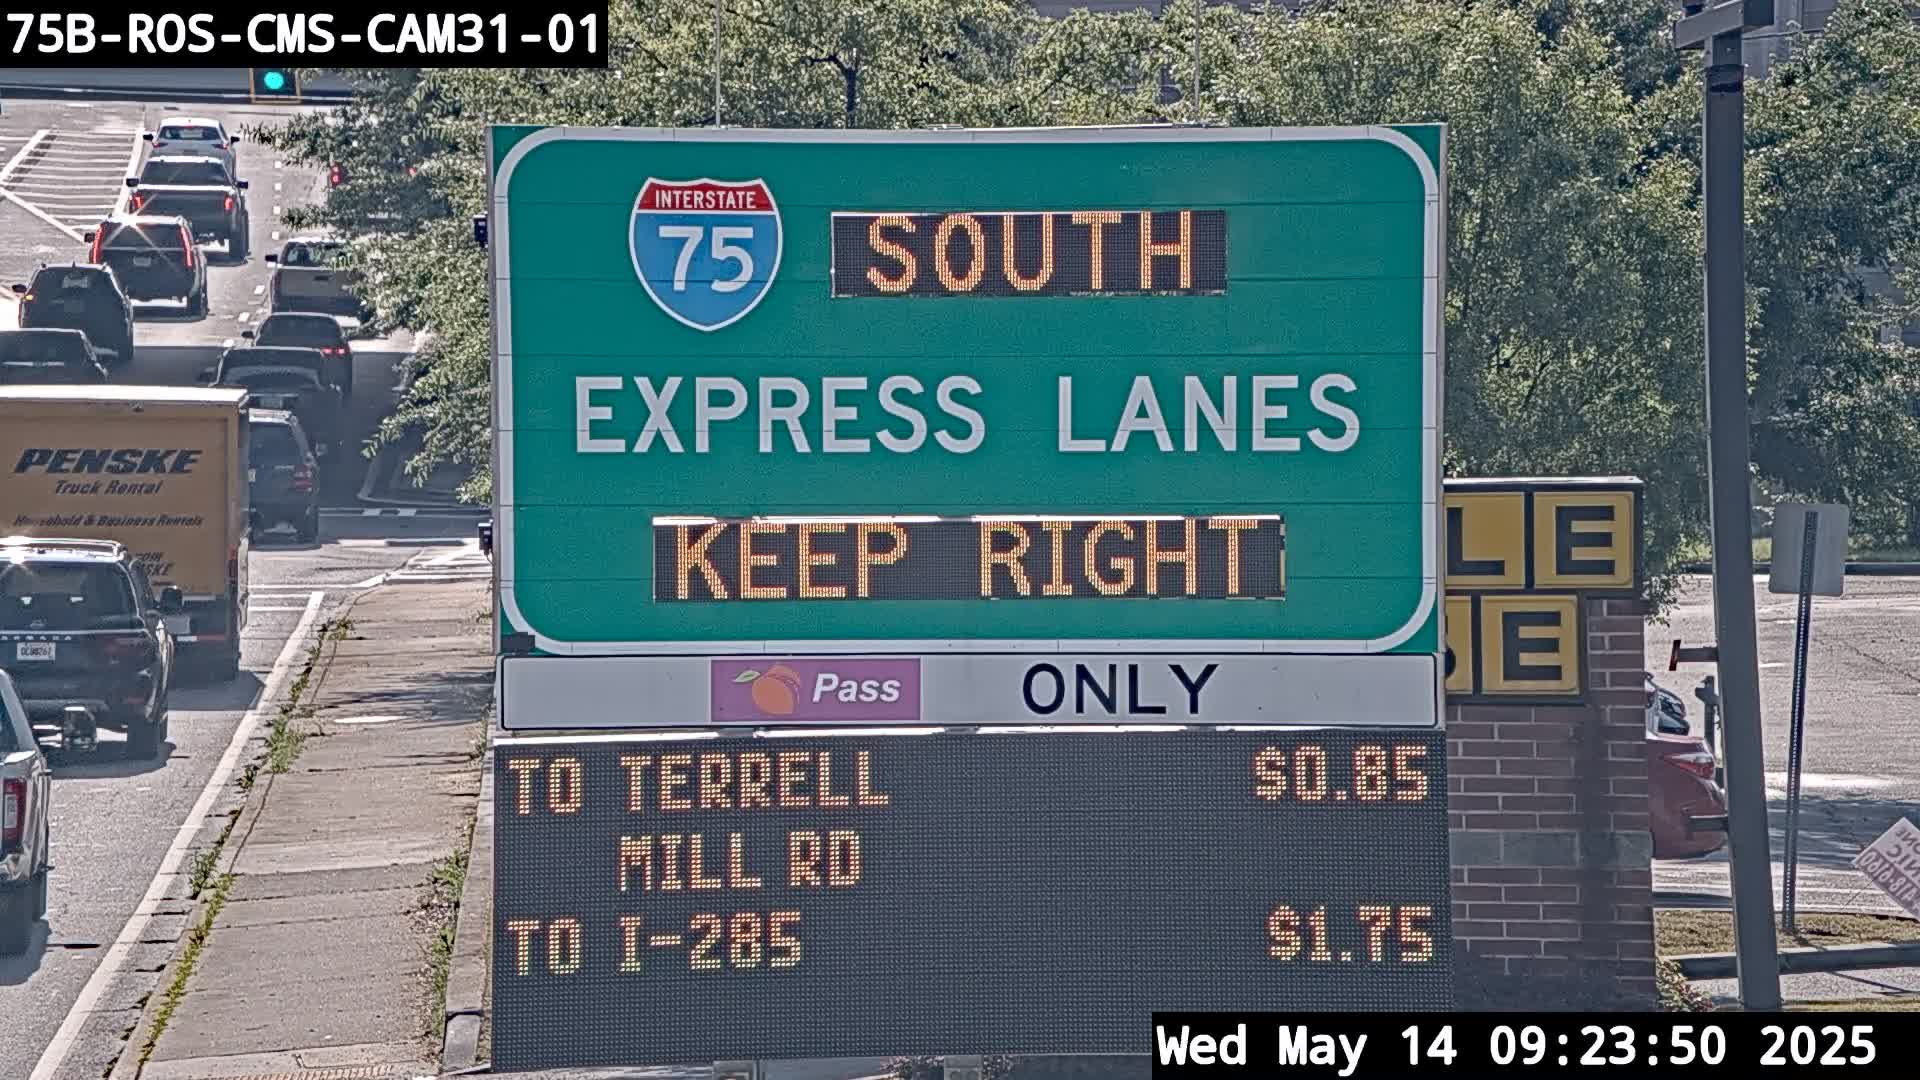 75B-ROS-CMS-CAM31-01
INTERSTATE
75
SOUTH
EXPRESS LANES
KEEP RIGHT
Pass
ONLY
TO TERRELL $0.85
MILL RD
TO I-285 $1.75
PENSKE
Truck Rental
Household & Business Rentals
LE
E
Wed May 14 09:23:50 2025